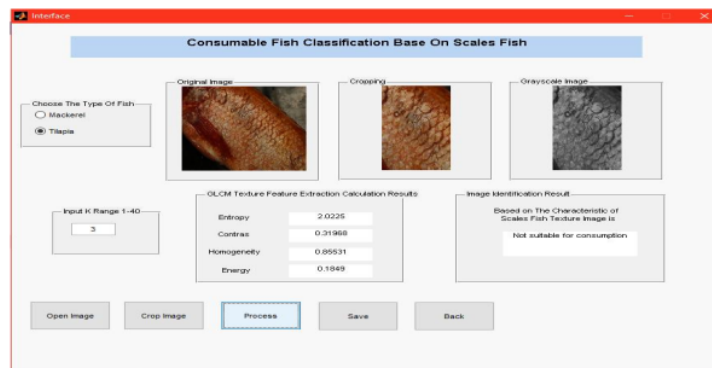 Interface
Consumable Fish Classification Base On Scales Fish
Original Image
Cropping
Grayscale Image
Choose The Type Of Fish
Mackerel
Tilapia
GLCM Texture Feature Extraction Calculation Results
Image Identification Result
Input K Range 1-40
3
Entropy 2.0225
Contras 0.31968
Homogeneity 0.85531
Energy 0.1849
Based on The Characteristic of
Scales Fish Texture Image is
Not suitable for consumption
Open Image
Crop Image
Process
Save
Back